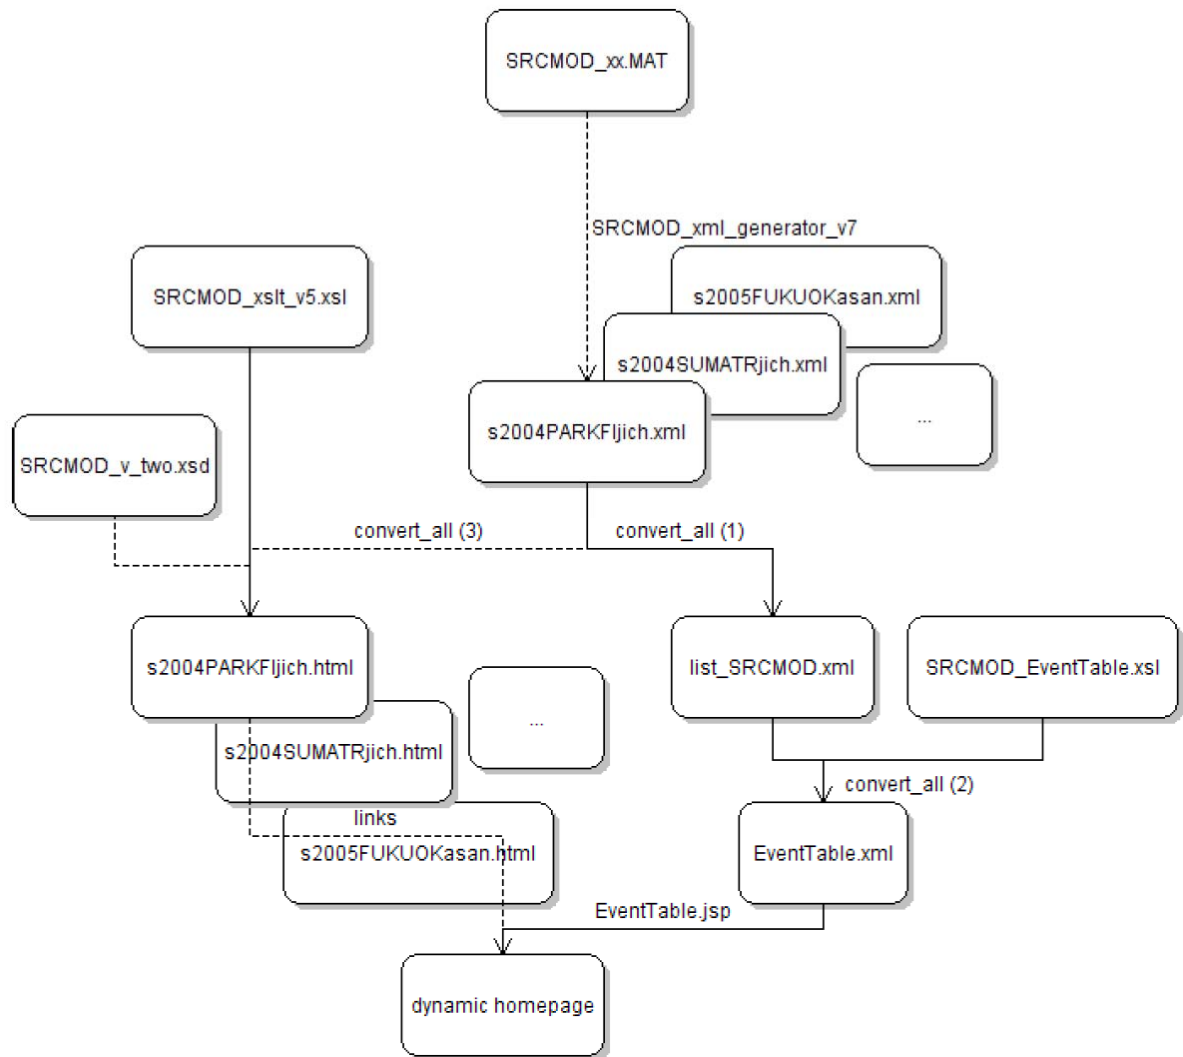 SRCMOD_xx.MAT
SRCMOD_xml_generator_v7
SRCMOD_xslt_v5.xsl
s2005FUKUOKasan.xml
s2004SUMATRjich.xml
...
s2004PARKFIjich.xml
SRCMOD_v_two.xsd
convert_all (3)
convert_all (1)
s2004PARKFIjich.html
list_SRCMOD.xml
SRCMOD_EventTable.xsl
...
s2004SUMATRjich.html
convert_all (2)
links
s2005FUKUOKasan.html
EventTable.xml
EventTable.jsp
dynamic homepage